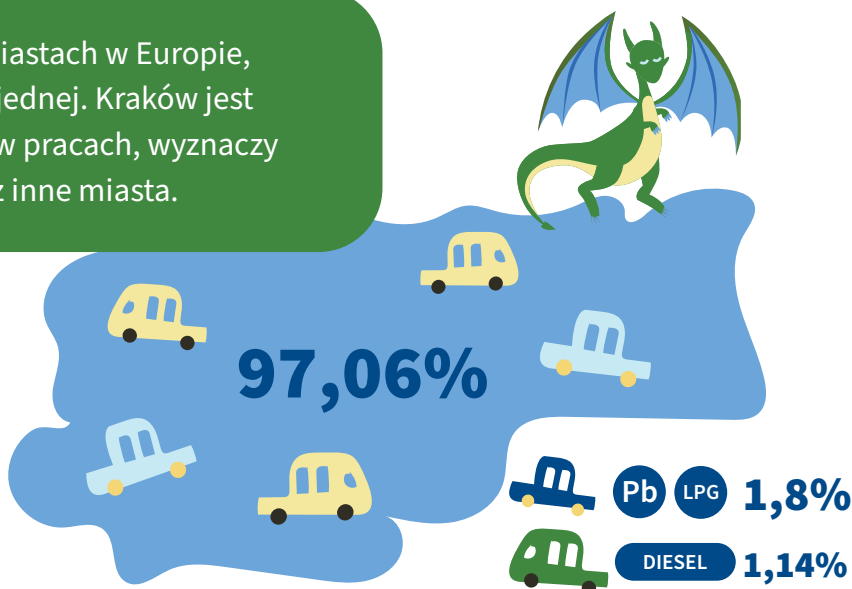 iastach w Europie,
jednej. Kraków jest
w pracach, wyznaczy
z inne miasta.
97,06%
Pb LPG 1,8%
DIESEL 1,14%